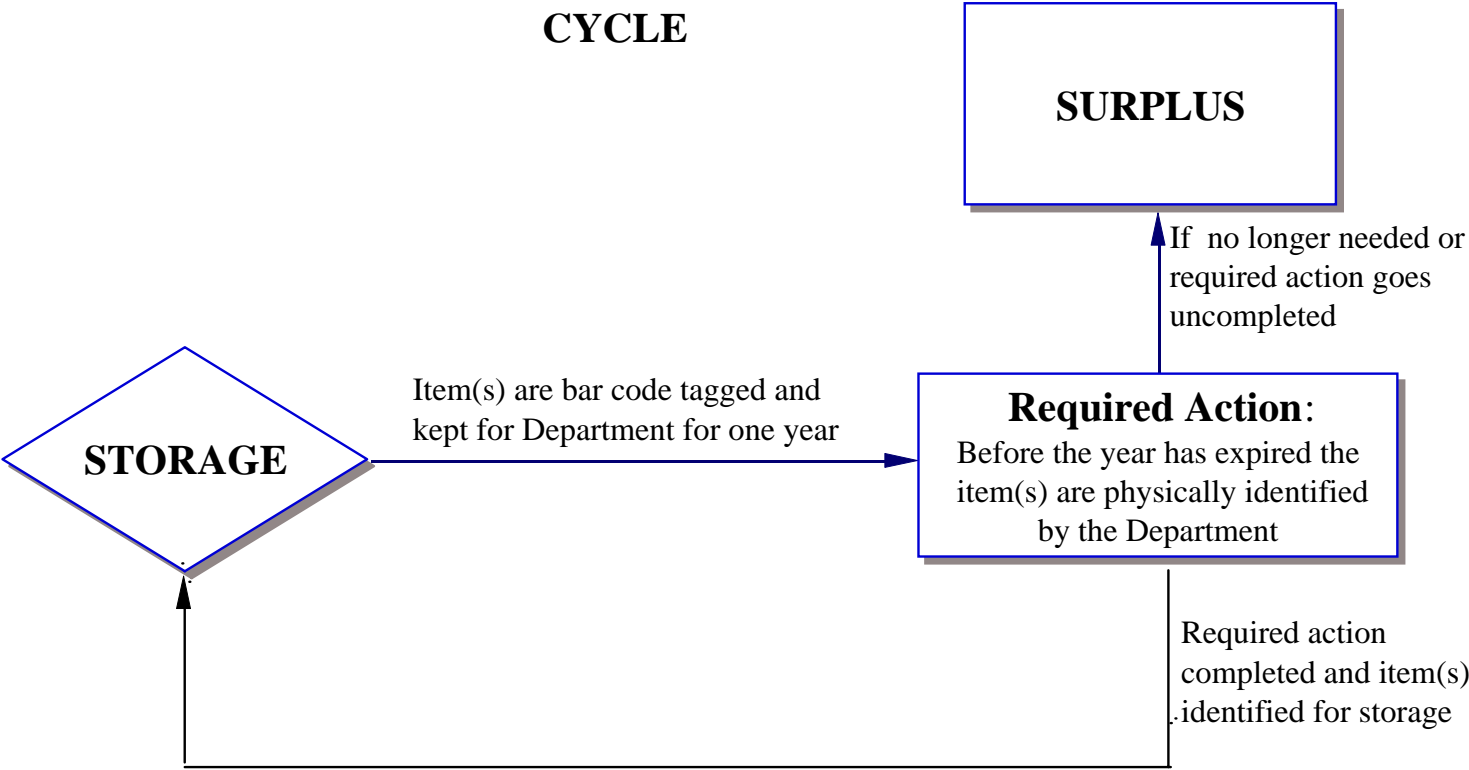 CYCLE
SURPLUS
If  no longer needed or
required action goes
uncompleted
Item(s) are bar code tagged and
kept for Department for one year
STORAGE
Required Action:
Before the year has expired the
item(s) are physically identified
by the Department
Required action
completed and item(s)
identified for storage